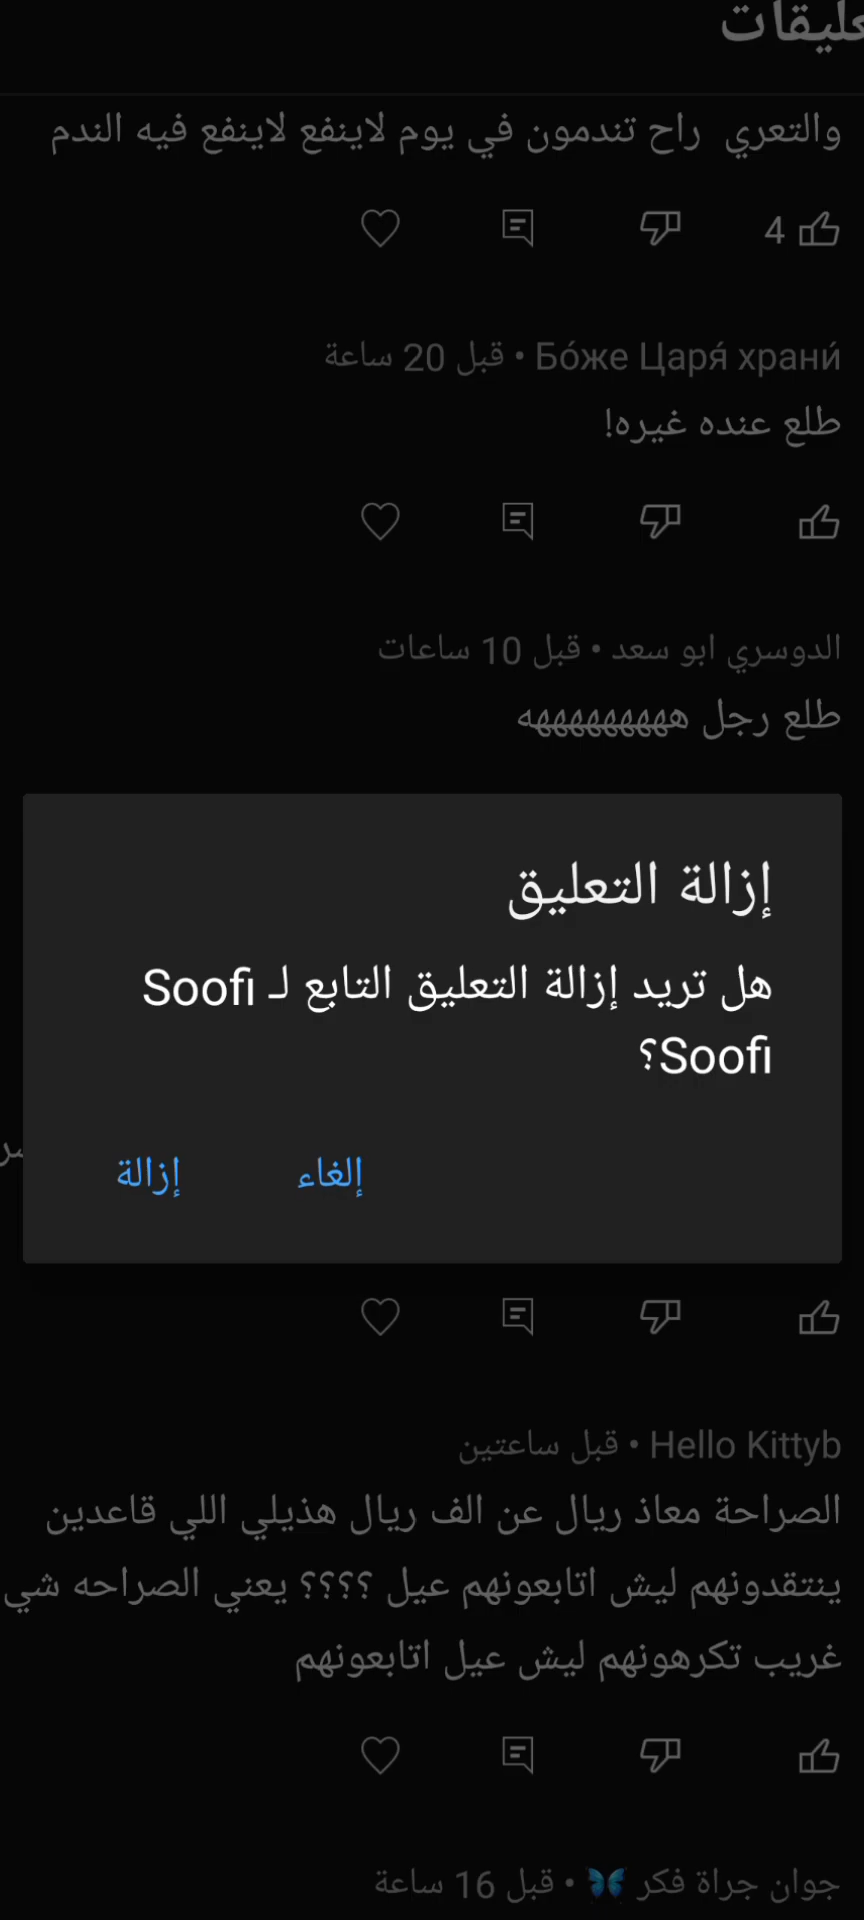 والتعري راح تندمون في يوم لاينفع لاينفع فيه الندم
4
Бо́же Царя́ храни́ • قبل 20 ساعة
طلع عنده غيره!
الدوسري ابو سعد • قبل 10 ساعات
طلع رجل هههههههههه
إزالة التعليق
هل تريد إزالة التعليق التابع لـ Soofi
Soofi؟
إلغاء
إزالة
Hello Kittyb • قبل ساعتين
الصراحة معاذ ريال عن الف ريال هذيلي اللي قاعدين
ينتقدونهم ليش اتابعونهم عيل ؟؟؟؟ يعني الصراحه شي
غريب تكرهونهم ليش عيل اتابعونهم
جوان جراة فكر 🦋 • قبل 16 ساعة